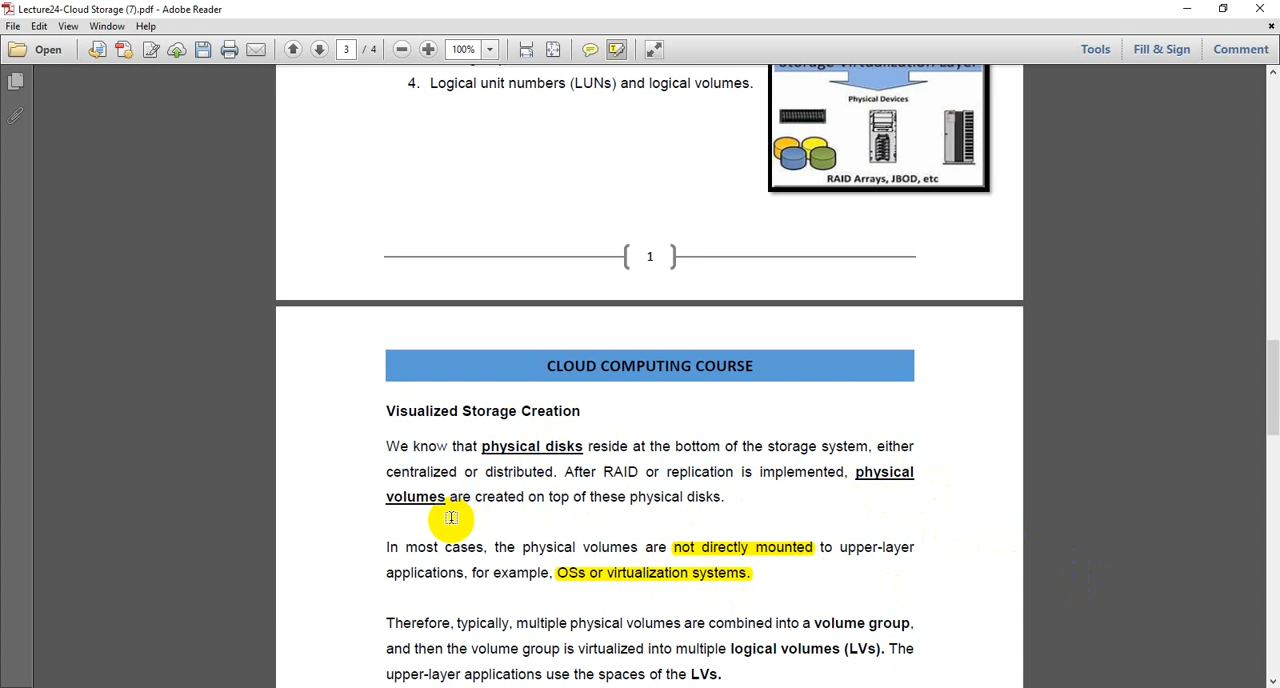 Lecture24-Cloud Storage (7).pdf - Adobe Reader
File Edit View Window Help
Open 3 / 4 100% Tools Fill & Sign Comment
Storage Virtualization Layer
4. Logical unit numbers (LUNs) and logical volumes.
Physical Devices
RAID Arrays, JBOD, etc
1
CLOUD COMPUTING COURSE
Visualized Storage Creation
We know that physical disks reside at the bottom of the storage system, either
centralized or distributed. After RAID or replication is implemented, physical
volumes are created on top of these physical disks.
In most cases, the physical volumes are not directly mounted to upper-layer
applications, for example, OSs or virtualization systems.
Therefore, typically, multiple physical volumes are combined into a volume group,
and then the volume group is virtualized into multiple logical volumes (LVs). The
upper-layer applications use the spaces of the LVs.